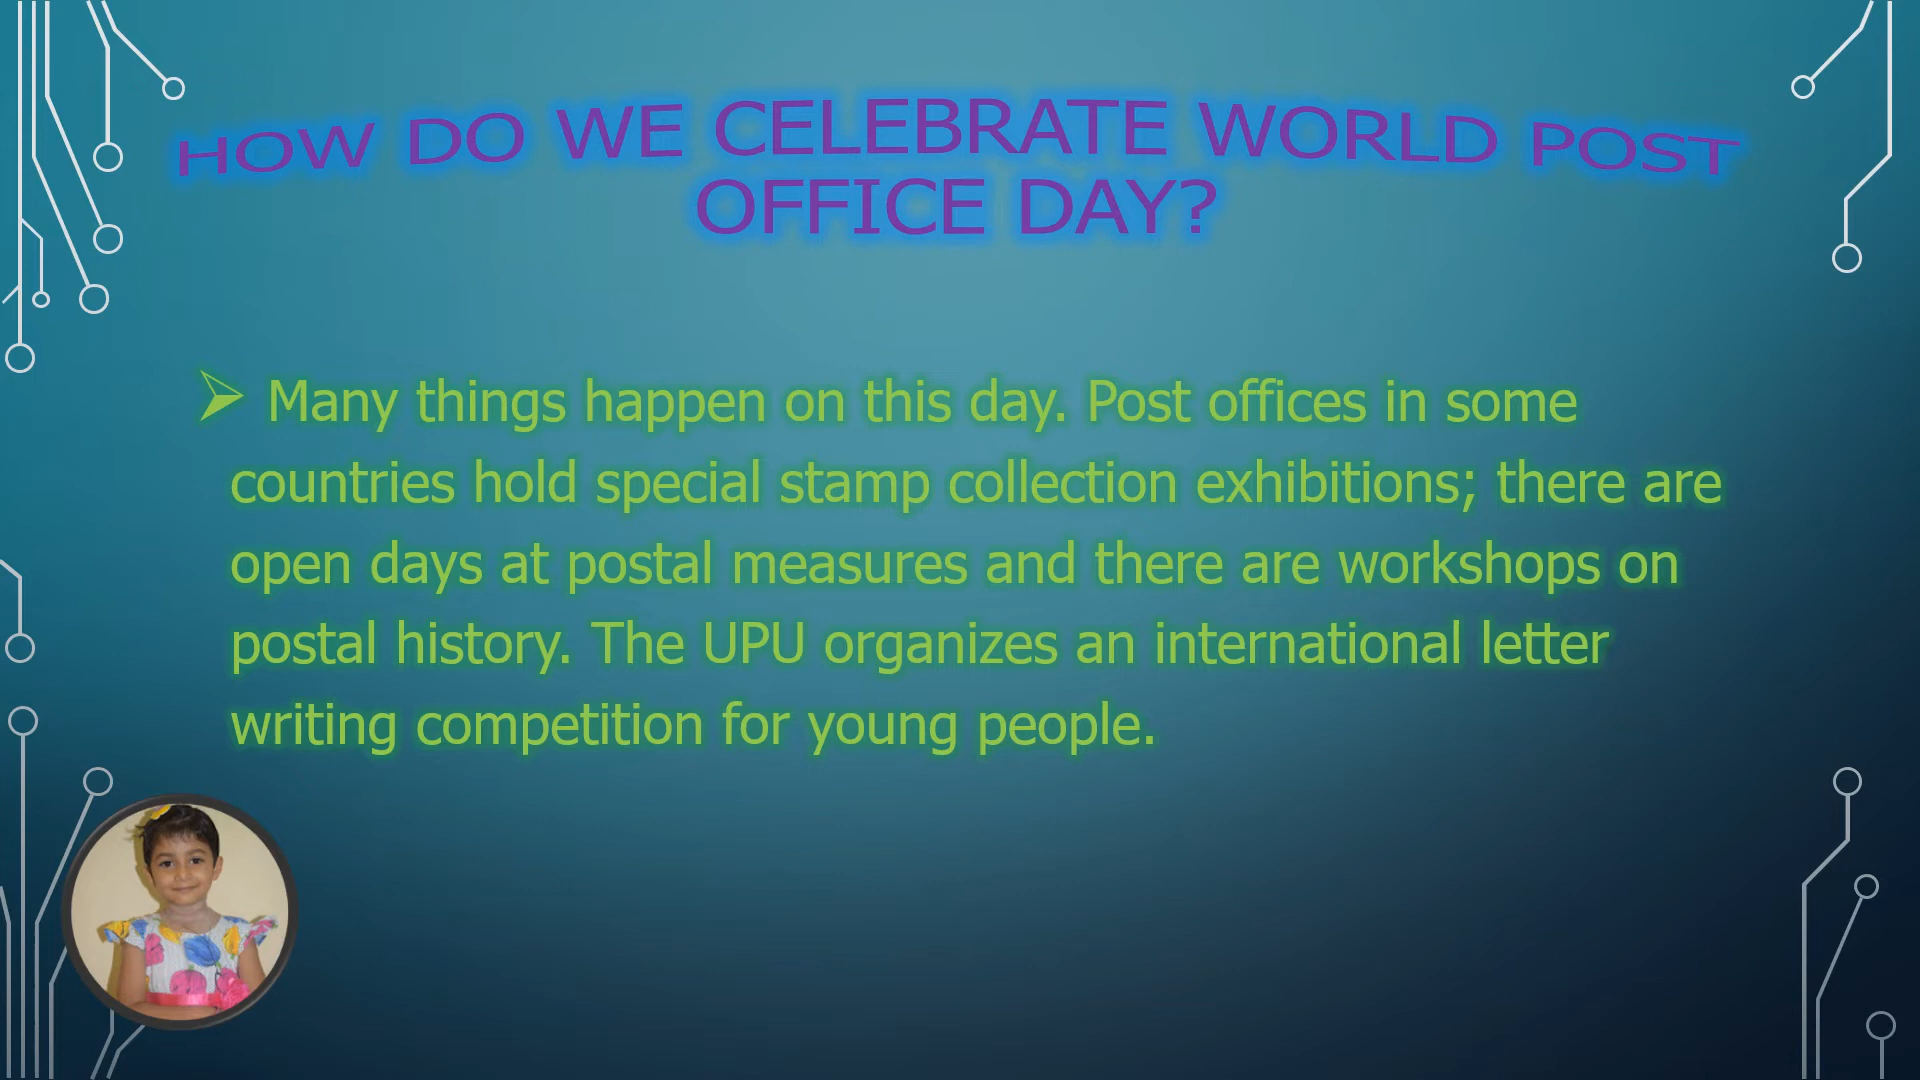 HOW DO WE CELEBRATE WORLD POST
OFFICE DAY?
Many things happen on this day. Post offices in some
countries hold special stamp collection exhibitions; there are
open days at postal measures and there are workshops on
postal history. The UPU organizes an international letter
writing competition for young people.